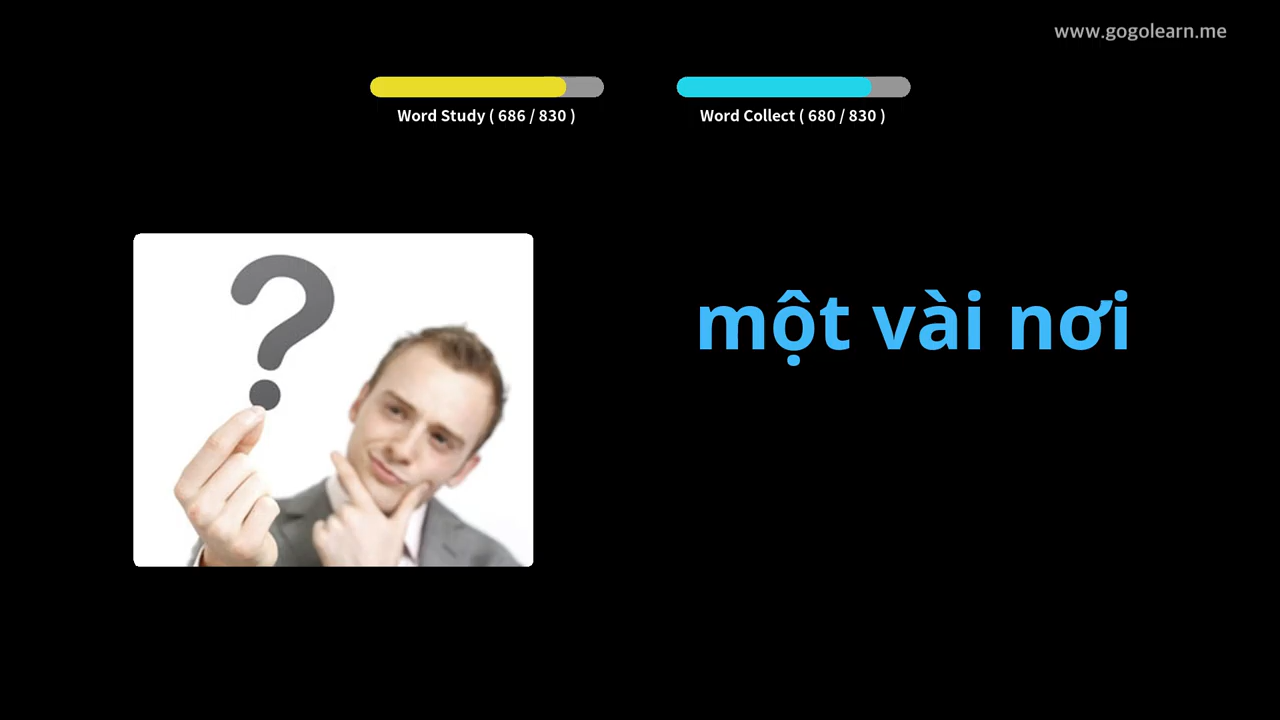 www.gogolearn.me
Word Study ( 686 / 830 )
Word Collect ( 680 / 830 )
?
một vài nơi